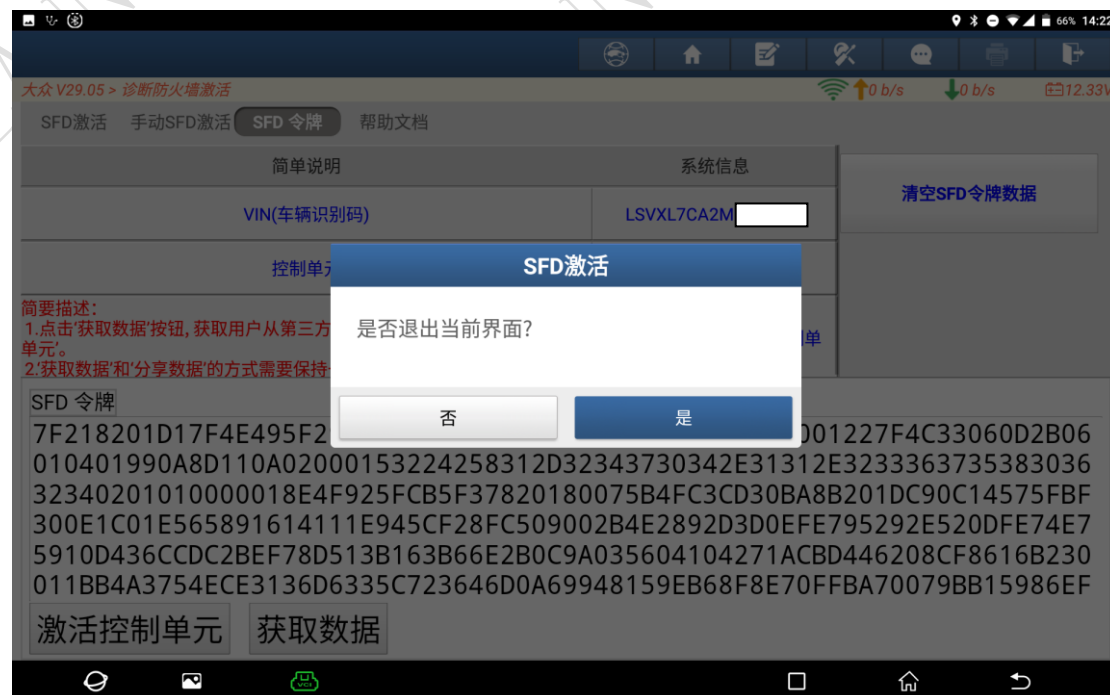 66% 14:22
大众 V29.05 > 诊断防火墙激活
0 b/s
0 b/s
12.33V
SFD激活
手动SFD激活
SFD 令牌
帮助文档
简单说明
系统信息
清空SFD令牌数据
VIN(车辆识别码)
LSVXL7CA2M
控制单元
SFD激活
是否退出当前界面?
否
是
简要描述:
1.点击'获取数据'按钮, 获取用户从第三方
单元'。
单
2.'获取数据'和'分享数据'的方式需要保持
SFD 令牌
7F218201D17F4E495F2
001227F4C33060D2B06
010401990A8D110A0200015322425831 2D32343730342E31312E3233363735383036
32340201010000018E4F925FCB5F37820180075B4FC3CD30BA8B201DC90C14575FBF
300E1C01E565891614111E945CF28FC509002B4E2892D3D0EFE795292E520DFE74E7
5910D436CCDC2BEF78D513B163B66E2B0C9A035604104271ACBD446208CF8616B230
011BB4A3754ECE3136D6335C723646D0A69948159EB68F8E70FFBA70079BB15986EF
激活控制单元
获取数据
VCI